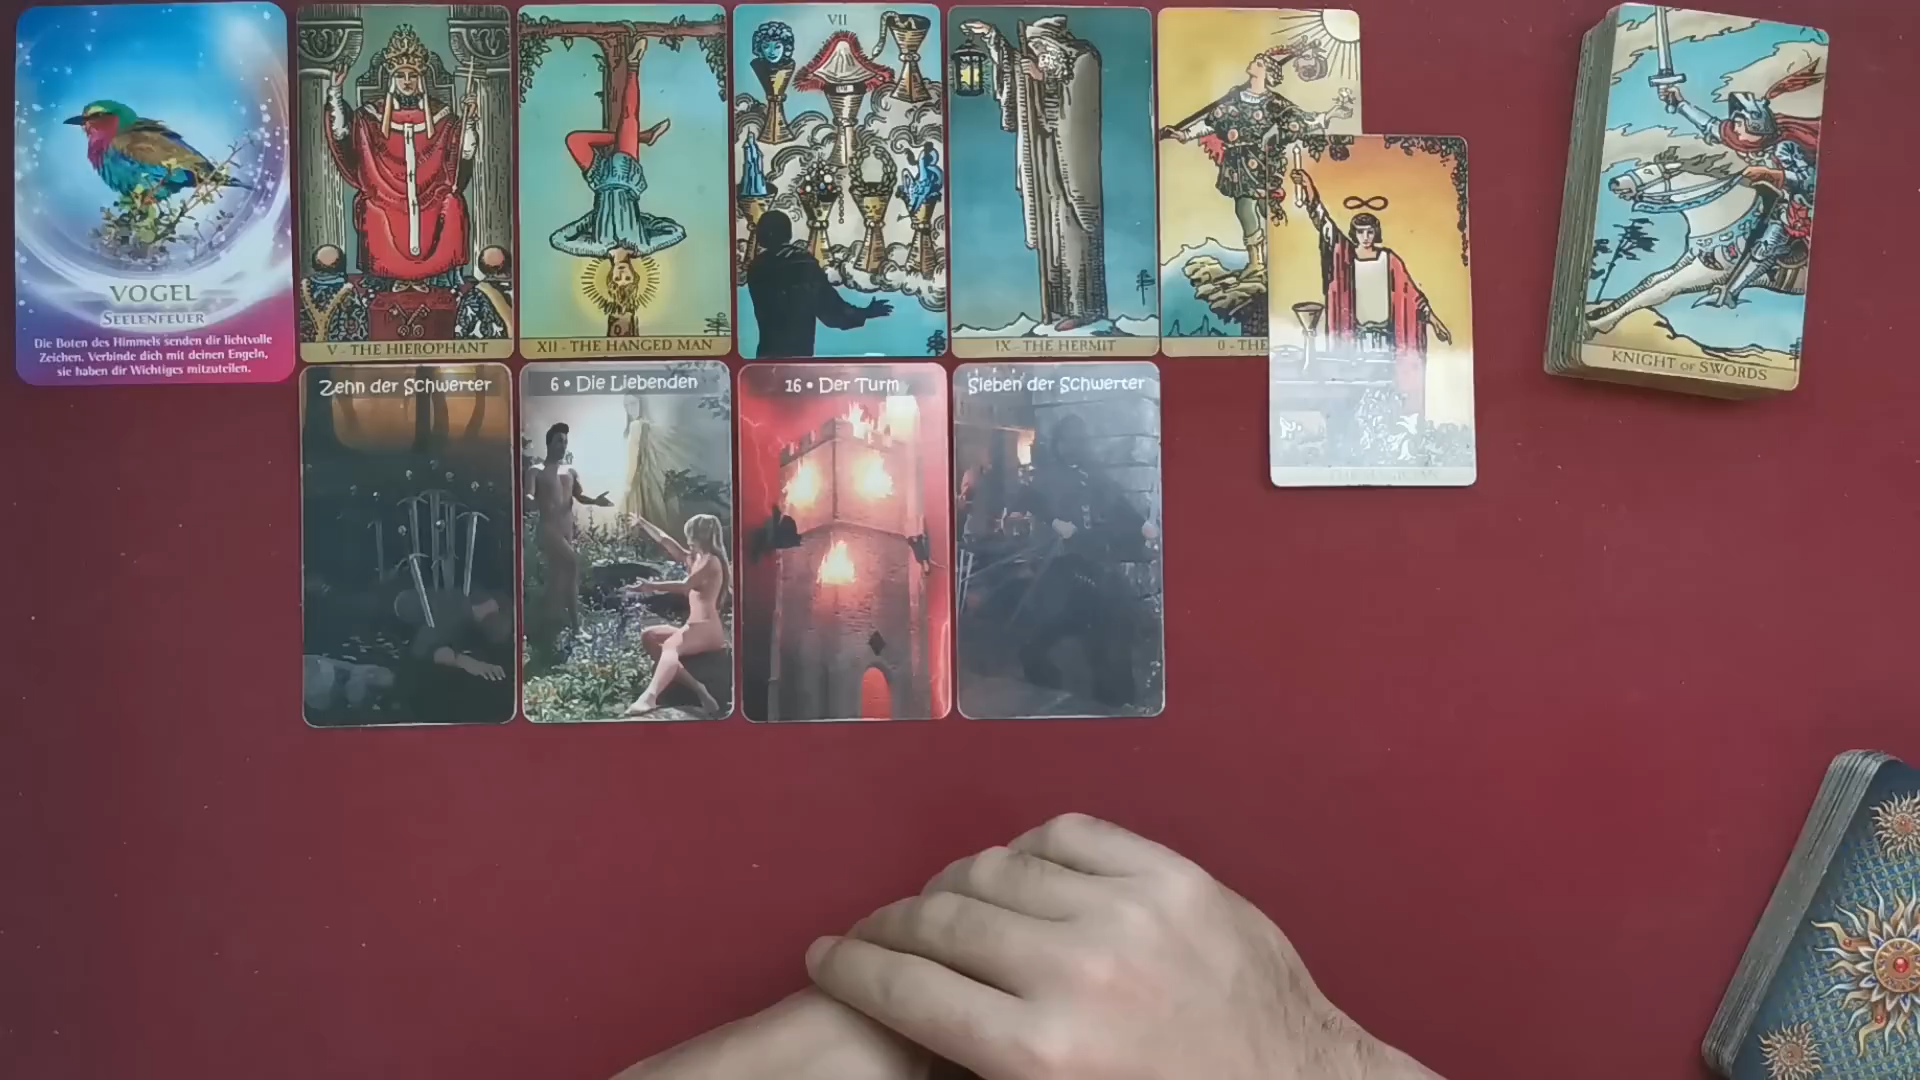 VOGEL
SEELENFEUER
Die Boten des Himmels senden dir lichtvolle
Zeichen. Verbinde dich mit deinen Engeln,
sie haben dir Wichtiges mitzuteilen.
V - THE HIEROPHANT
XII - THE HANGED MAN
VII
IX - THE HERMIT
0 - THE
KNIGHT OF SWORDS
Zehn der Schwerter
6 • Die Liebenden
16 • Der Turm
Sieben der Schwerter